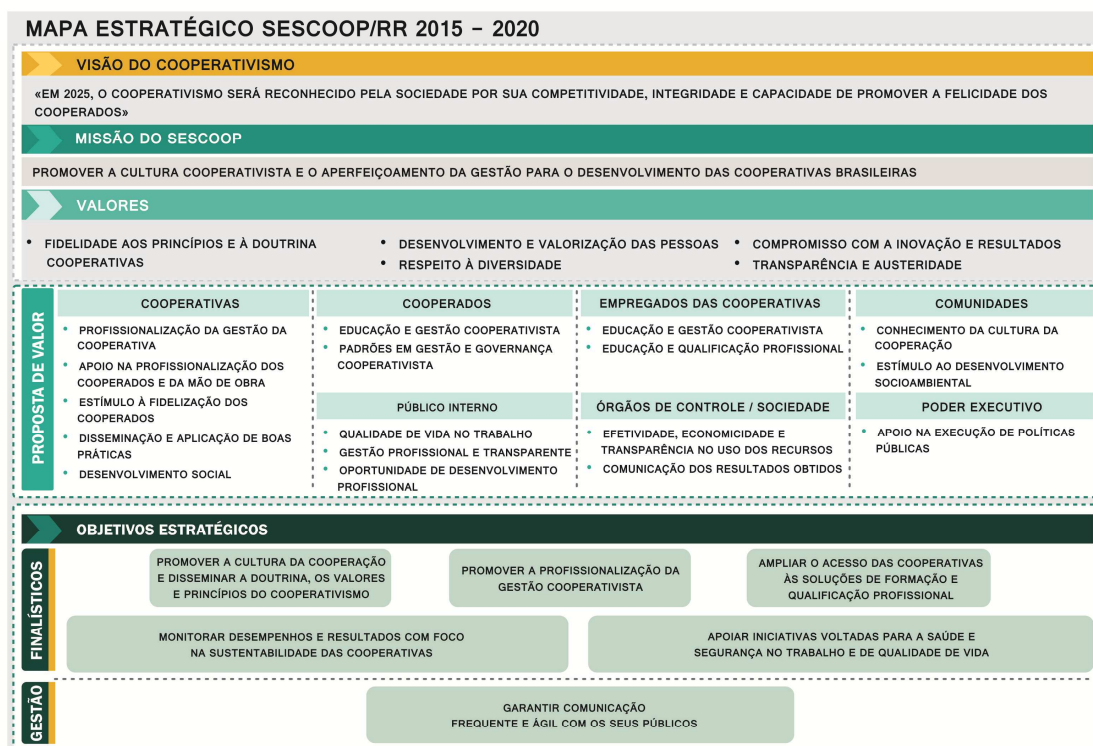 MAPA ESTRATÉGICO SESCOOP/RR 2015 – 2020
VISÃO DO COOPERATIVISMO
«EM 2025, O COOPERATIVISMO SERÁ RECONHECIDO PELA SOCIEDADE POR SUA COMPETITIVIDADE, INTEGRIDADE E CAPACIDADE DE PROMOVER A FELICIDADE DOS
COOPERADOS»
MISSÃO DO SESCOOP
PROMOVER A CULTURA COOPERATIVISTA E O APERFEIÇOAMENTO DA GESTÃO PARA O DESENVOLVIMENTO DAS COOPERATIVAS BRASILEIRAS
VALORES
• FIDELIDADE AOS PRINCÍPIOS E À DOUTRINA
COOPERATIVAS
• DESENVOLVIMENTO E VALORIZAÇÃO DAS PESSOAS
• RESPEITO À DIVERSIDADE
• COMPROMISSO COM A INOVAÇÃO E RESULTADOS
• TRANSPARÊNCIA E AUSTERIDADE
PROPOSTA DE VALOR
COOPERATIVAS
• PROFISSIONALIZAÇÃO DA GESTÃO DA
COOPERATIVA
• APOIO NA PROFISSIONALIZAÇÃO DOS
COOPERADOS E DA MÃO DE OBRA
• ESTÍMULO À FIDELIZAÇÃO DOS
COOPERADOS
• DISSEMINAÇÃO E APLICAÇÃO DE BOAS
PRÁTICAS
• DESENVOLVIMENTO SOCIAL
COOPERADOS
• EDUCAÇÃO E GESTÃO COOPERATIVISTA
• PADRÕES EM GESTÃO E GOVERNANÇA
COOPERATIVISTA
PÚBLICO INTERNO
• QUALIDADE DE VIDA NO TRABALHO
• GESTÃO PROFISSIONAL E TRANSPARENTE
• OPORTUNIDADE DE DESENVOLVIMENTO
PROFISSIONAL
EMPREGADOS DAS COOPERATIVAS
• EDUCAÇÃO E GESTÃO COOPERATIVISTA
• EDUCAÇÃO E QUALIFICAÇÃO PROFISSIONAL
ÓRGÃOS DE CONTROLE / SOCIEDADE
• EFETIVIDADE, ECONOMICIDADE E
TRANSPARÊNCIA NO USO DOS RECURSOS
• COMUNICAÇÃO DOS RESULTADOS OBTIDOS
COMUNIDADES
• CONHECIMENTO DA CULTURA DA
COOPERAÇÃO
• ESTÍMULO AO DESENVOLVIMENTO
SOCIOAMBIENTAL
PODER EXECUTIVO
• APOIO NA EXECUÇÃO DE POLÍTICAS
PÚBLICAS
OBJETIVOS ESTRATÉGICOS
FINALÍSTICOS
PROMOVER A CULTURA DA COOPERAÇÃO
E DISSEMINAR A DOUTRINA, OS VALORES
E PRINCÍPIOS DO COOPERATIVISMO
PROMOVER A PROFISSIONALIZAÇÃO DA
GESTÃO COOPERATIVISTA
AMPLIAR O ACESSO DAS COOPERATIVAS
ÀS SOLUÇÕES DE FORMAÇÃO E
QUALIFICAÇÃO PROFISSIONAL
MONITORAR DESEMPENHOS E RESULTADOS COM FOCO
NA SUSTENTABILIDADE DAS COOPERATIVAS
APOIAR INICIATIVAS VOLTADAS PARA A SAÚDE E
SEGURANÇA NO TRABALHO E DE QUALIDADE DE VIDA
GESTÃO
GARANTIR COMUNICAÇÃO
FREQUENTE E ÁGIL COM OS SEUS PÚBLICOS